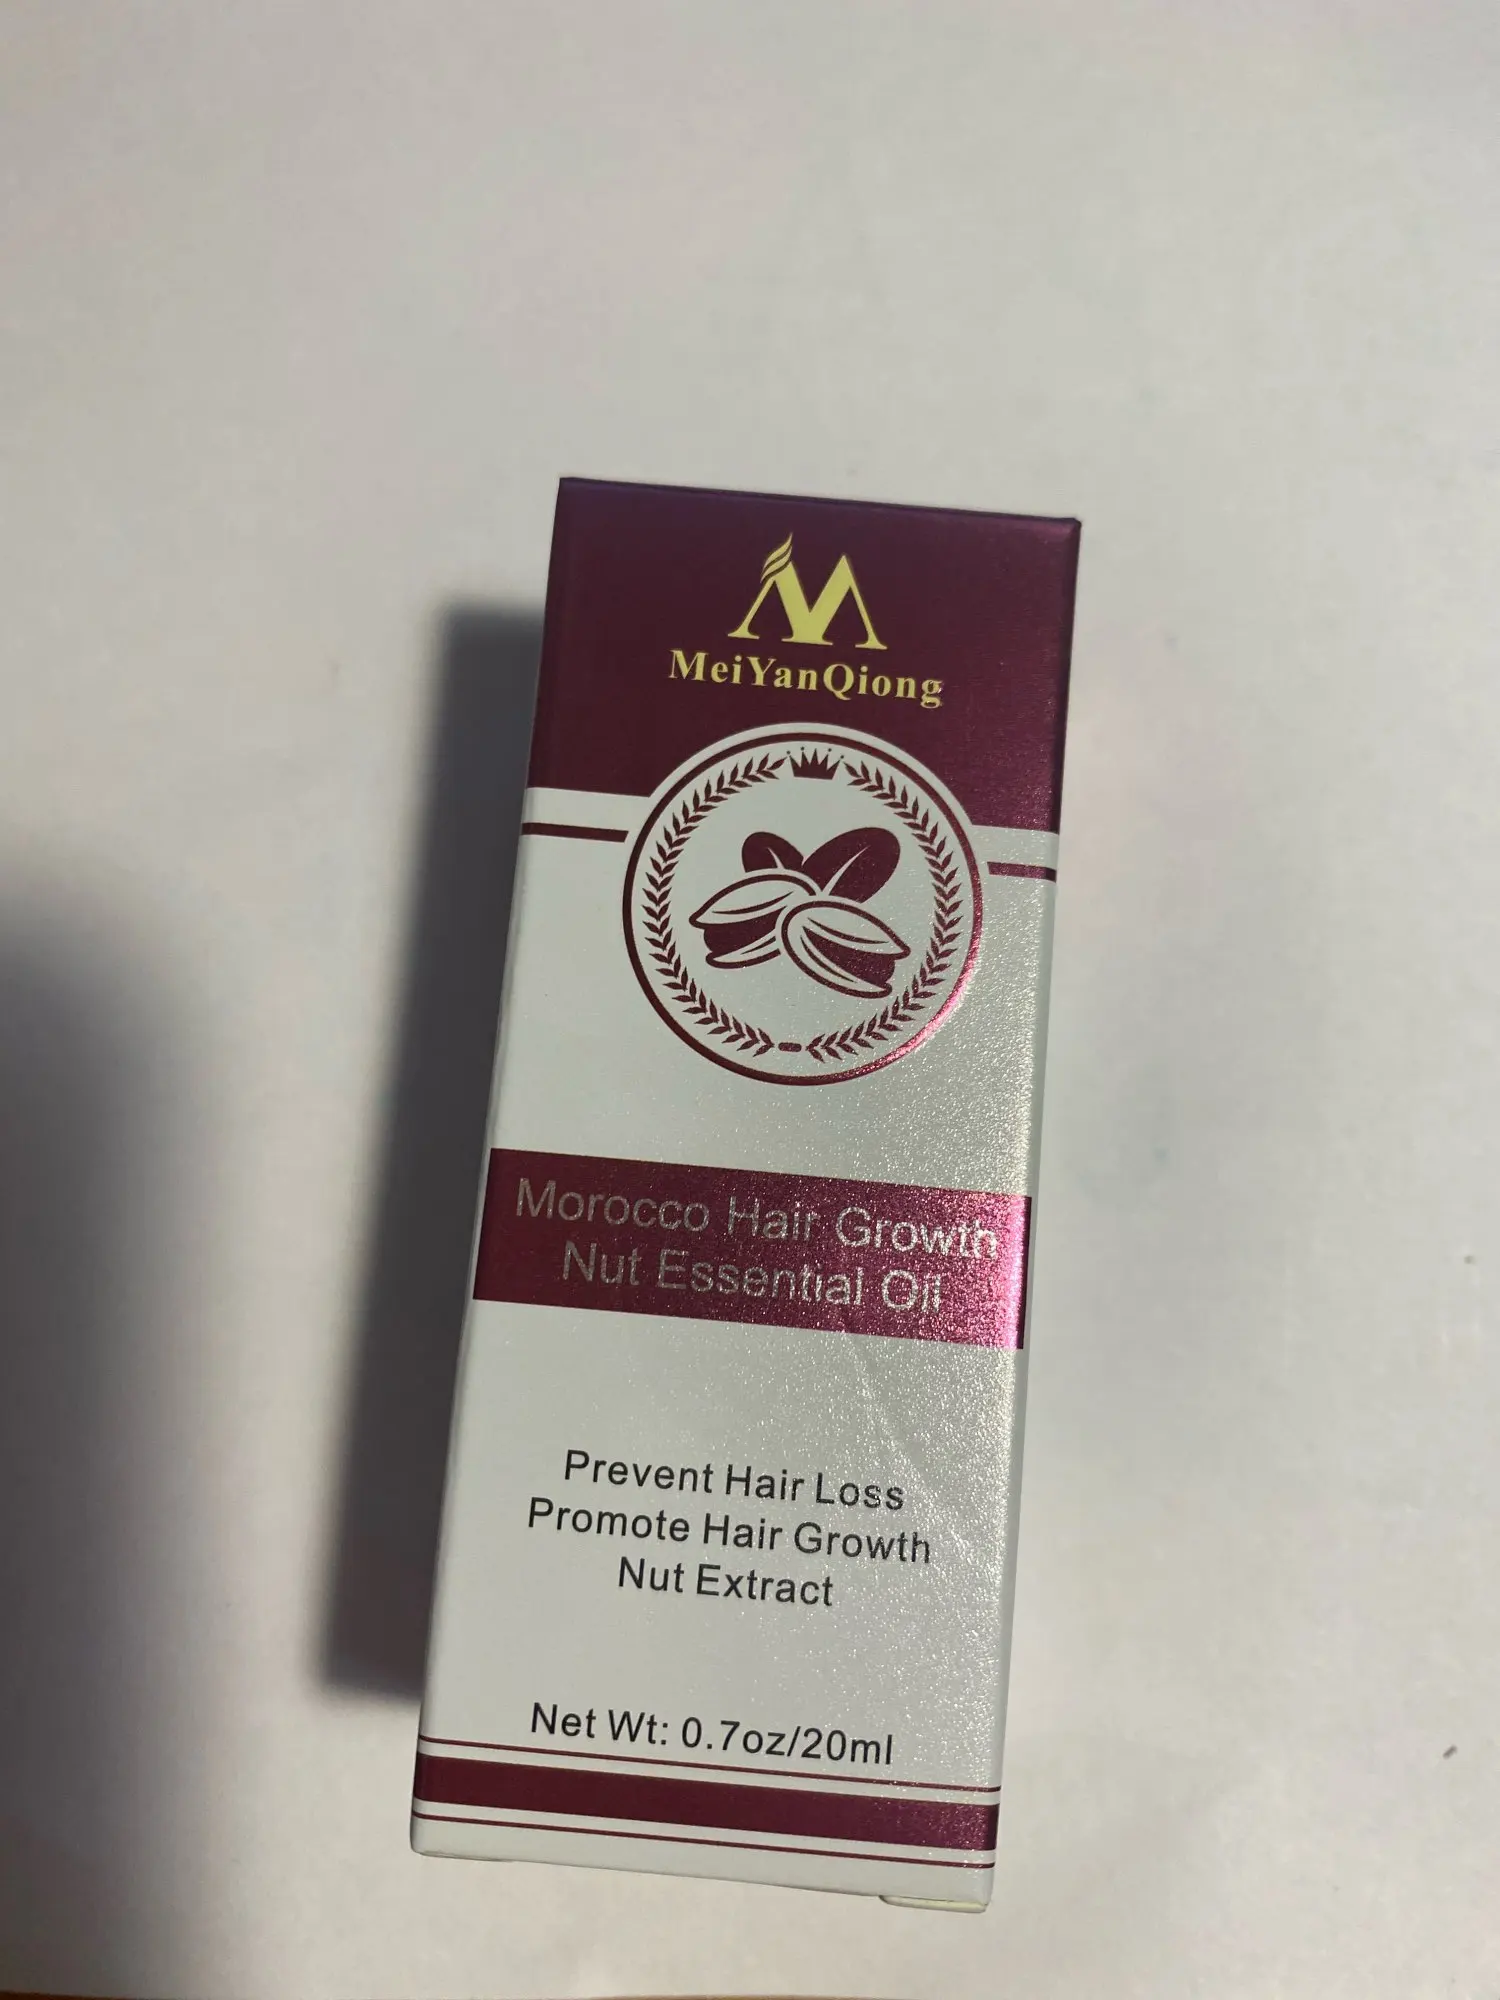 MeiYanQiong
Morocco Hair Growth
Nut Essential Oil
Prevent Hair Loss
Promote Hair Growth
Nut Extract
Net Wt: 0.7oz/20ml